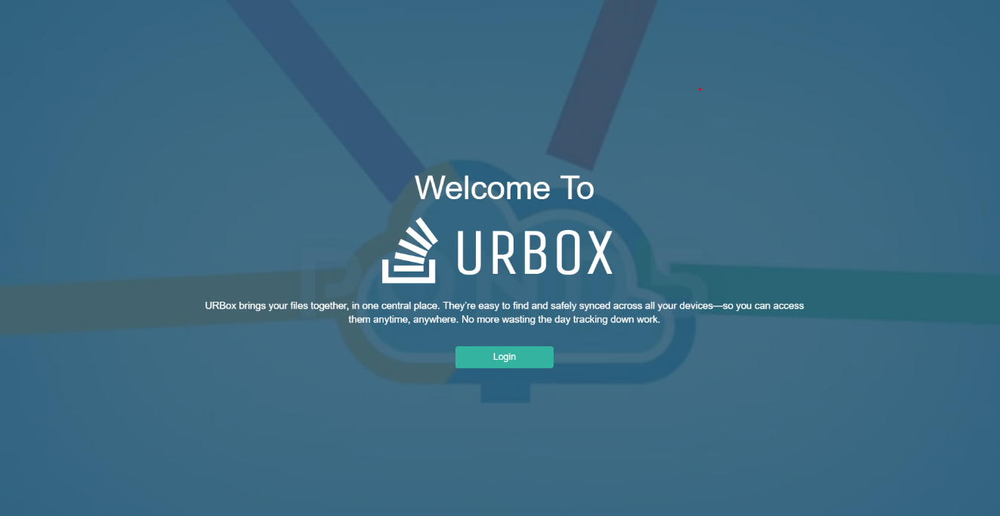 Welcome To
URBOX
URBox brings your files together, in one central place. They’re easy to find and safely synced across all your devices—so you can access
them anytime, anywhere. No more wasting the day tracking down work.
Login